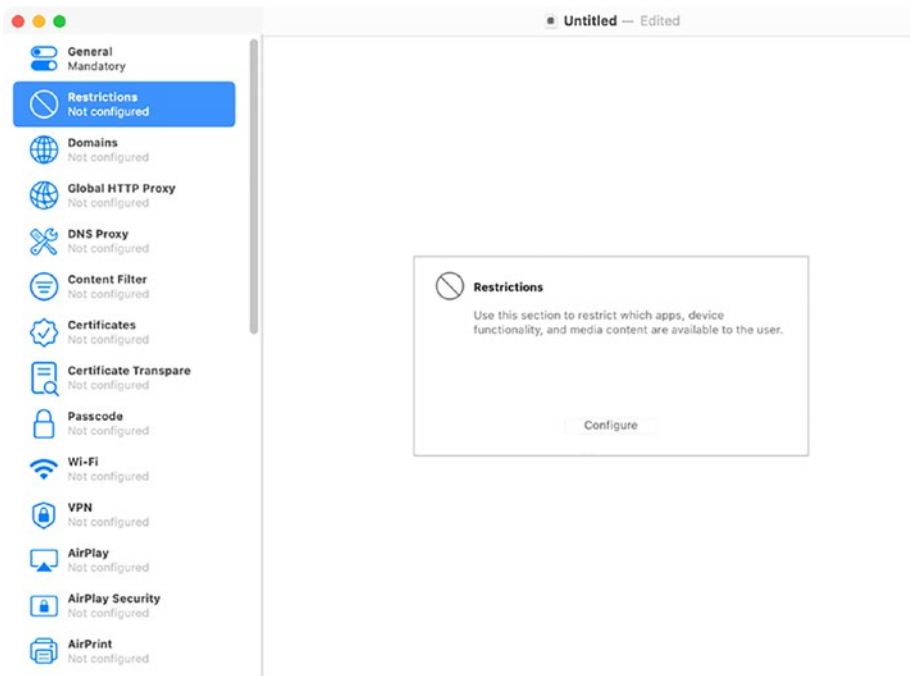 Untitled — Edited
General
Mandatory
Restrictions
Not configured
Domains
Not configured
Global HTTP Proxy
Not configured
DNS Proxy
Not configured
Content Filter
Not configured
Certificates
Not configured
Certificate Transpare
Not configured
Passcode
Not configured
Wi-Fi
Not configured
VPN
Not configured
AirPlay
Not configured
AirPlay Security
Not configured
AirPrint
Not configured
Restrictions
Use this section to restrict which apps, device
functionality, and media content are available to the user.
Configure